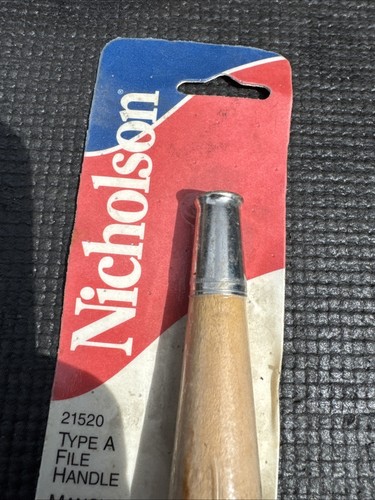 Nicholson®
21520
TYPE A
FILE
HANDLE